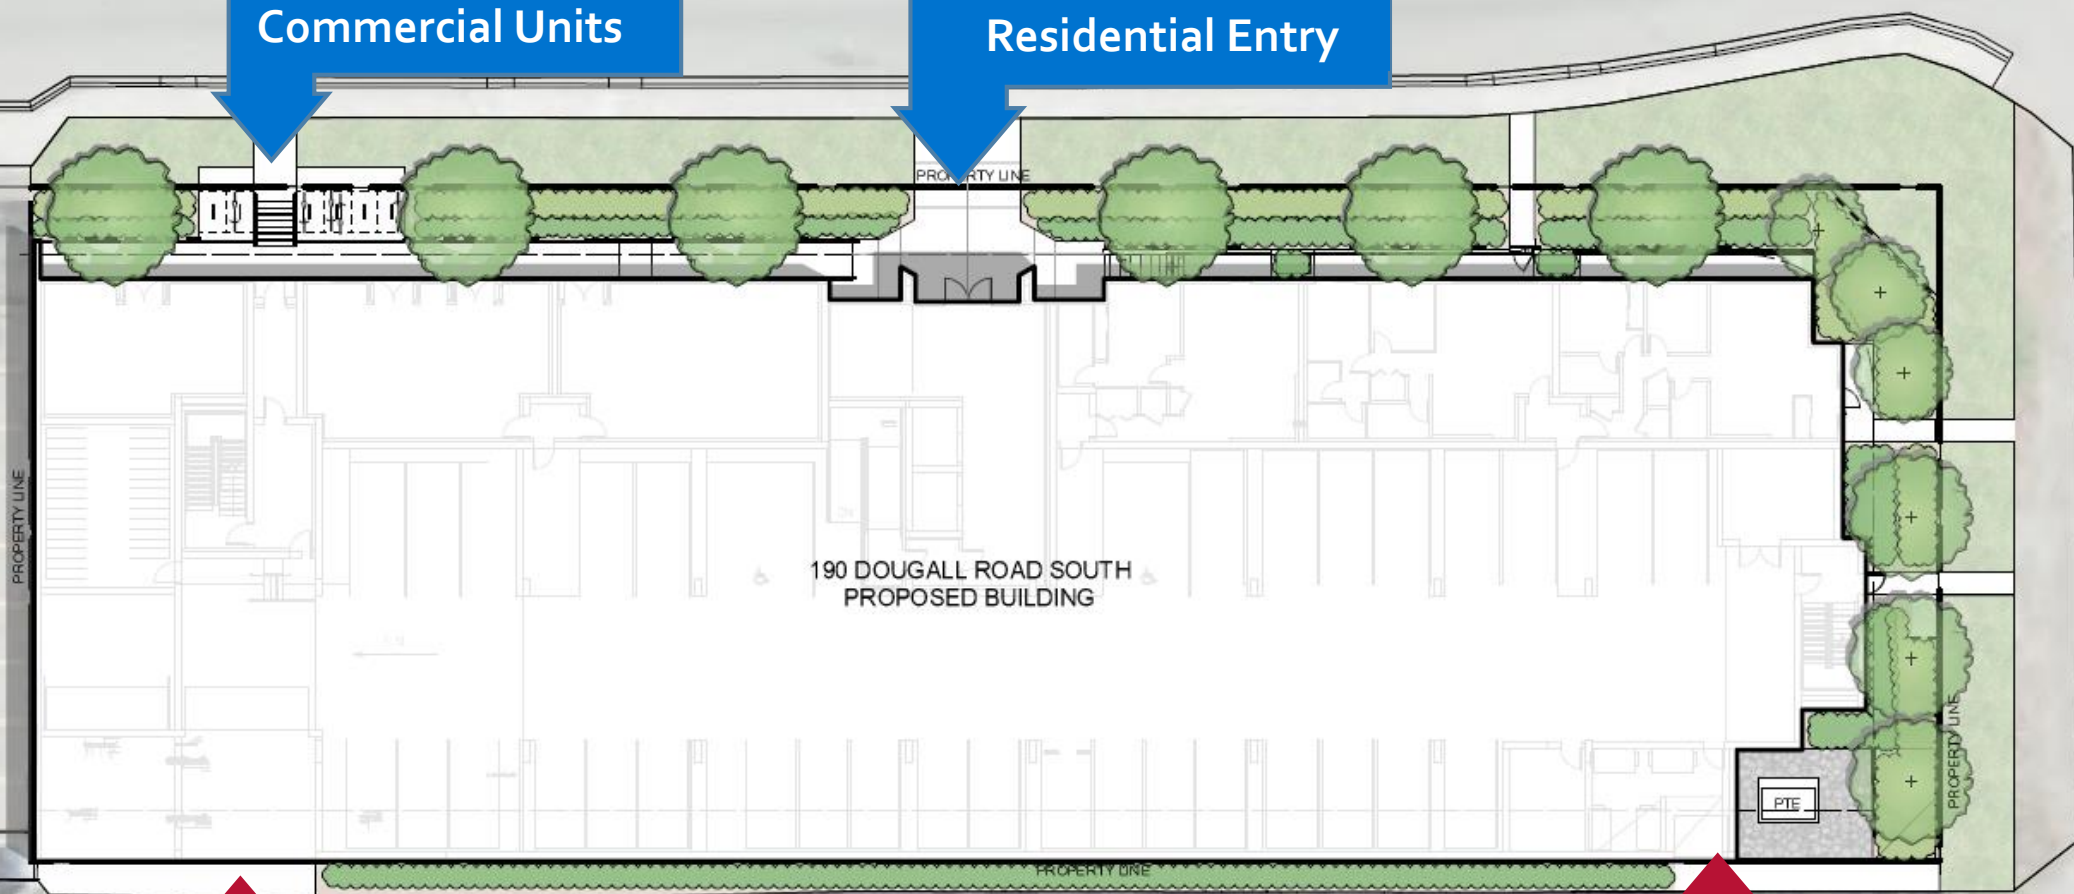 Commercial Units
Residential Entry
PROPERTY LINE
PROPERTY LINE
190 DOUGALL ROAD SOUTH
PROPOSED BUILDING
PROPERTY LINE
PTE
PROPERTY LINE